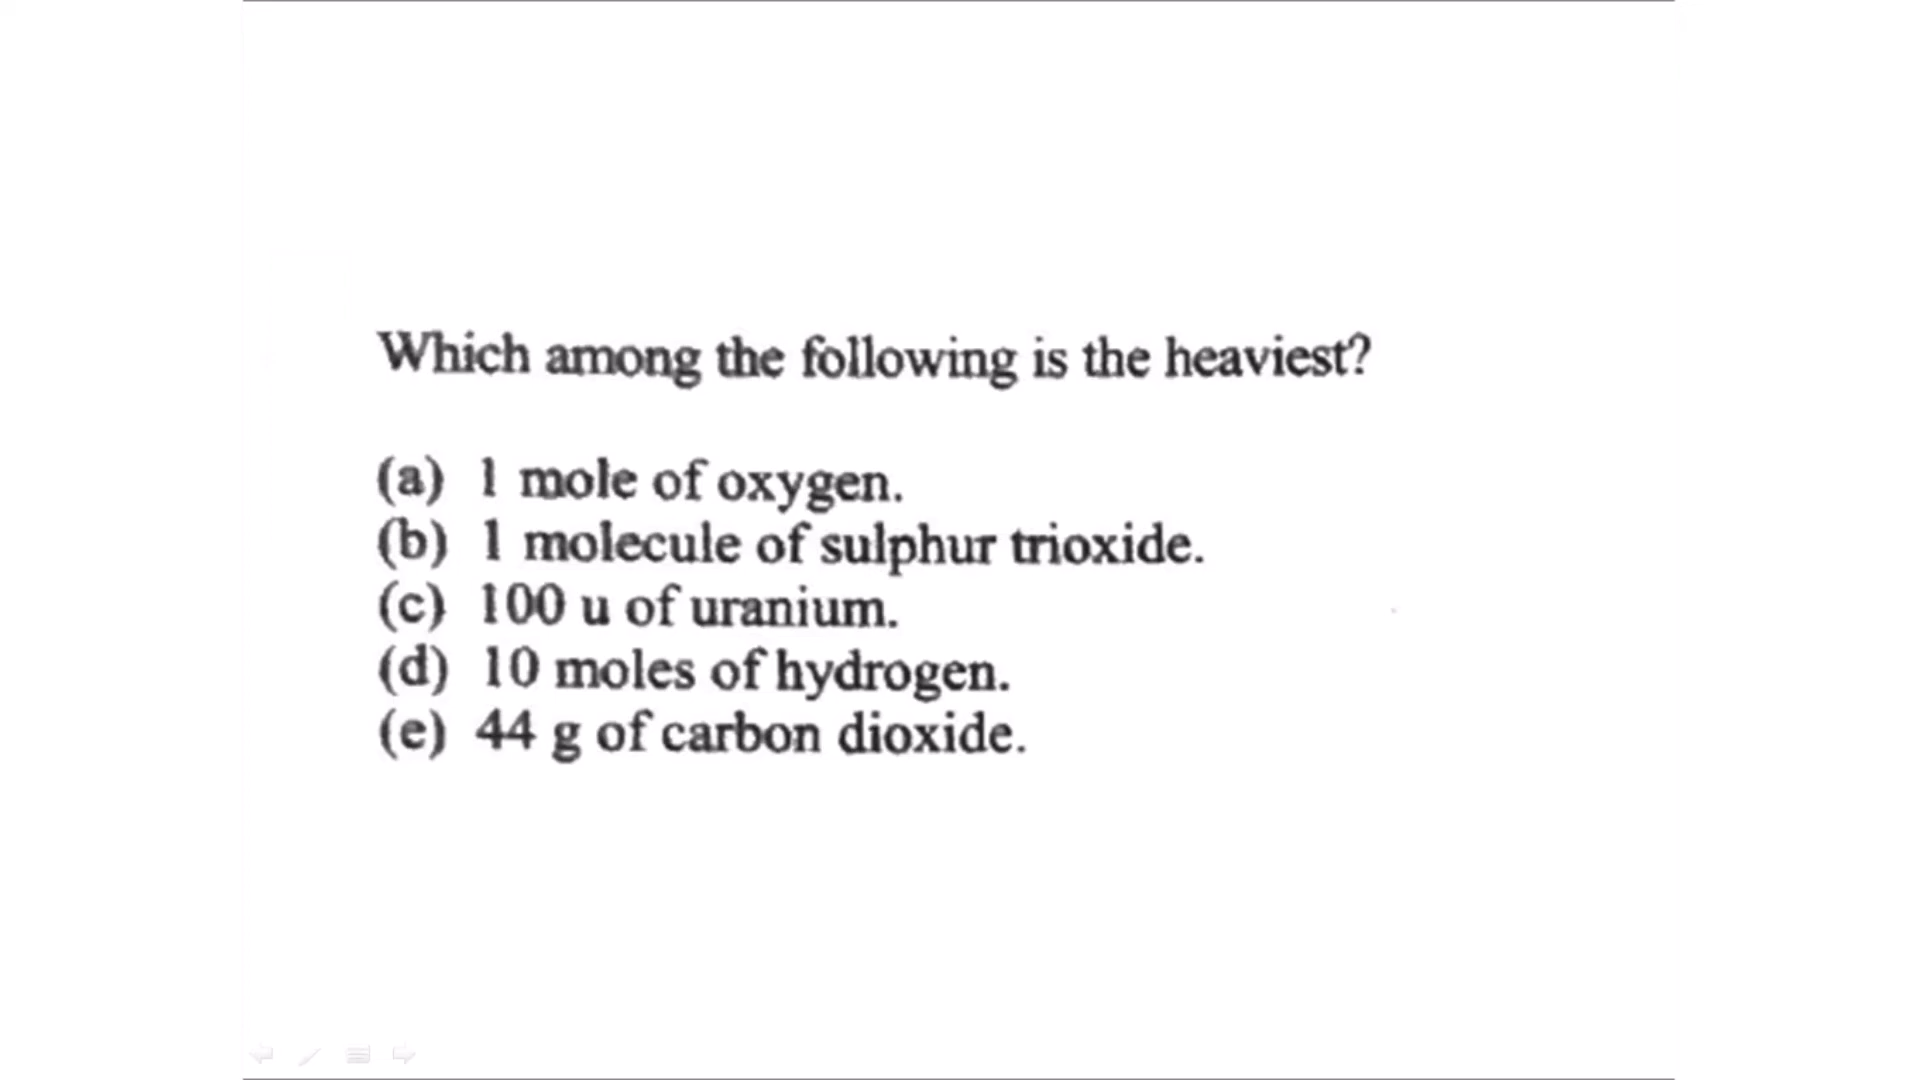 Which among the following is the heaviest?
(a) 1 mole of oxygen.
(b) 1 molecule of sulphur trioxide.
(c) 100 u of uranium.
(d) 10 moles of hydrogen.
(e) 44 g of carbon dioxide.